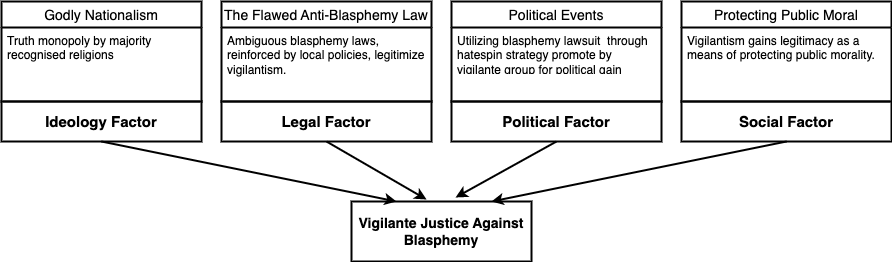 Godly Nationalism
Truth monopoly by majority
recognised religions
Ideology Factor
The Flawed Anti-Blasphemy Law
Ambiguous blasphemy laws,
reinforced by local policies, legitimize
vigilantism.
Legal Factor
Political Events
Utilizing blasphemy lawsuit through
hatespin strategy promote by
vigilante group for political gain
Political Factor
Protecting Public Moral
Vigilantism gains legitimacy as a
means of protecting public morality.
Social Factor
Vigilante Justice Against
Blasphemy